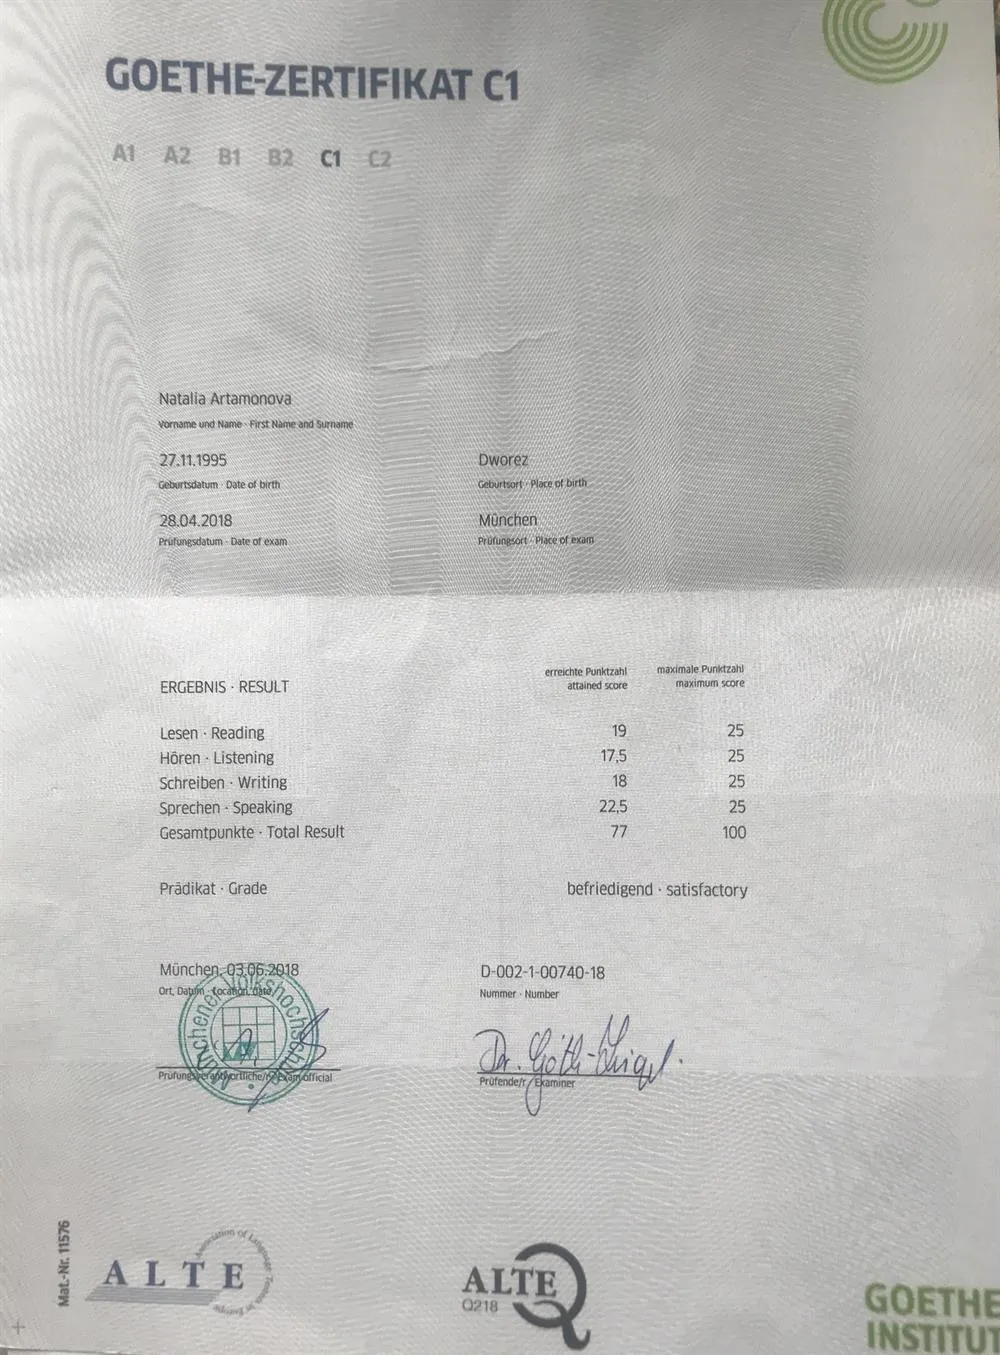 GOETHE-ZERTIFIKAT C1
A1 A2 B1 B2 C1 C2
Natalia Artamonova
Vorname und Name · First Name and Surname
27.11.1995 Dworez
Geburtsdatum · Date of birth Geburtsort · Place of birth
28.04.2018 München
Prüfungsdatum · Date of exam Prüfungsort · Place of exam
erreichte Punktzahl maximale Punktzahl
ERGEBNIS · RESULT attained score maximum score
Lesen · Reading 19 25
Hören · Listening 17,5 25
Schreiben · Writing 18 25
Sprechen · Speaking 22,5 25
Gesamtpunkte · Total Result 77 100
Prädikat · Grade befriedigend · satisfactory
München, 03.06.2018 D-002-1-00740-18
Ort, Datum · Location, date Nummer · Number
Münchener Volkshochschule
Dr.
Prüfungsverantwortliche/r · Exam official Prüfende/r · Examiner
Mat.-Nr. 11576
ALTE
Association of Language Testers in Europe
ALTE
Q218
GOETHE
INSTITUT